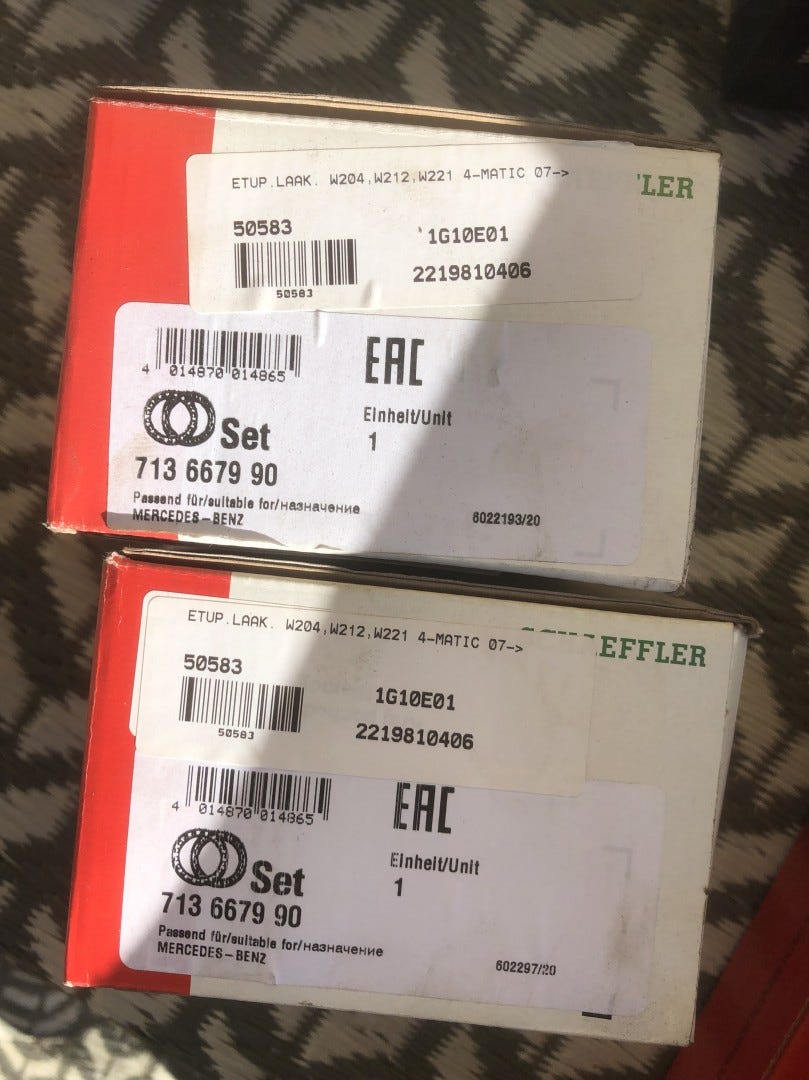 ETUP.LAAK. W204,W212,W221 4-MATIC 07->
FFLER
50583
1G10E01
50583
2219810406
4 014870 014865
EAC
Einheit/Unit
1
Set
713 6679 90
Passend für/suitable for/назначение
MERCEDES-BENZ
6022193/20
ETUP.LAAK. W204,W212,W221 4-MATIC 07->
SCHAEFFLER
50583
1G10E01
50583
2219810406
4 014870 014865
EAC
Einheit/Unit
1
Set
713 6679 90
Passend für/suitable for/назначение
MERCEDES-BENZ
602297/20